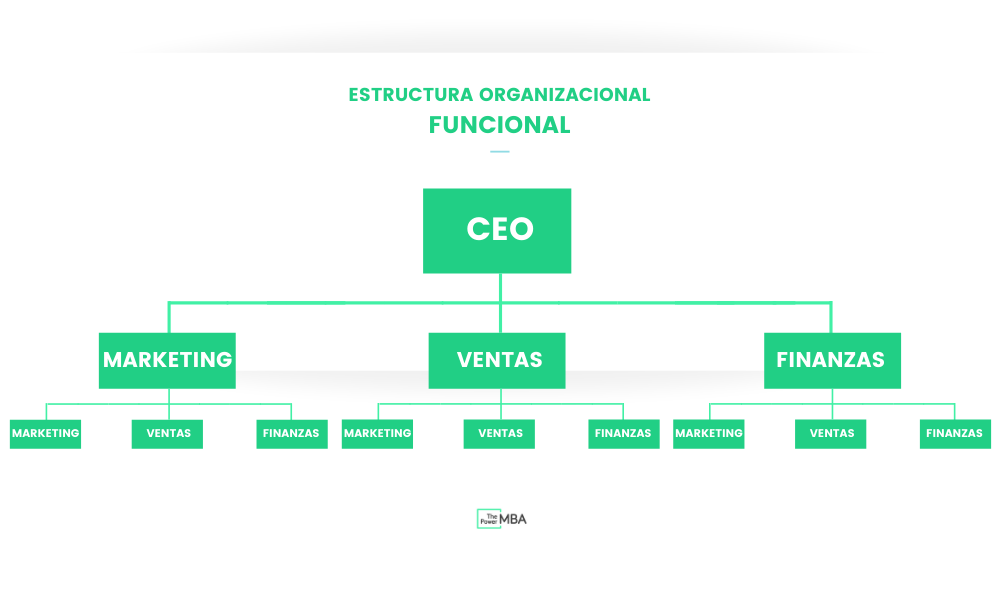 ESTRUCTURA ORGANIZACIONAL
FUNCIONAL
CEO
MARKETING
VENTAS
FINANZAS
MARKETING
VENTAS
FINANZAS
MARKETING
VENTAS
FINANZAS
MARKETING
VENTAS
FINANZAS
The
Power MBA